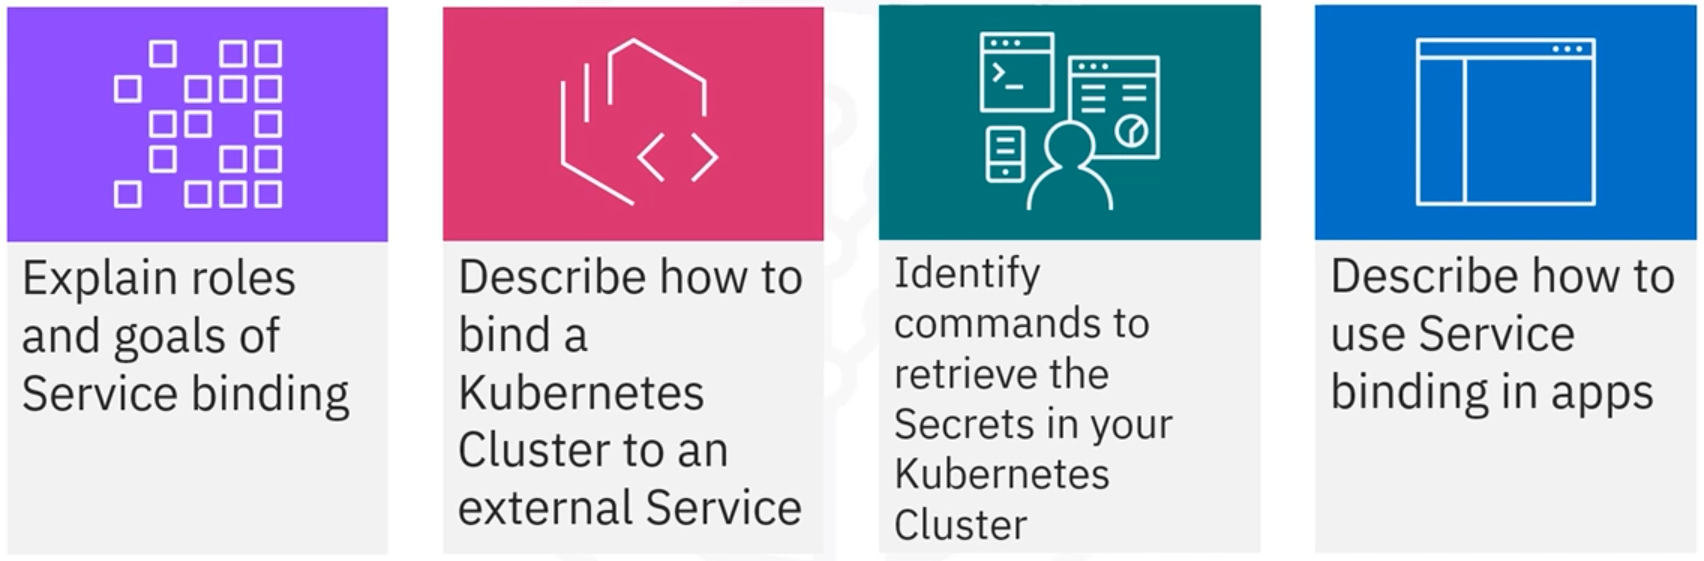 Explain roles
and goals of
Service binding
Describe how to
bind a
Kubernetes
Cluster to an
external Service
Identify
commands to
retrieve the
Secrets in your
Kubernetes
Cluster
Describe how to
use Service
binding in apps